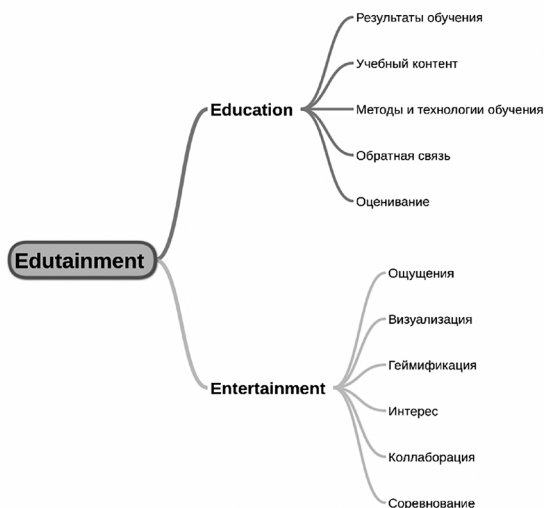 Edutainment
Education
Результаты обучения
Учебный контент
Методы и технологии обучения
Обратная связь
Оценивание
Entertainment
Ощущения
Визуализация
Геймификация
Интерес
Коллаборация
Соревнование